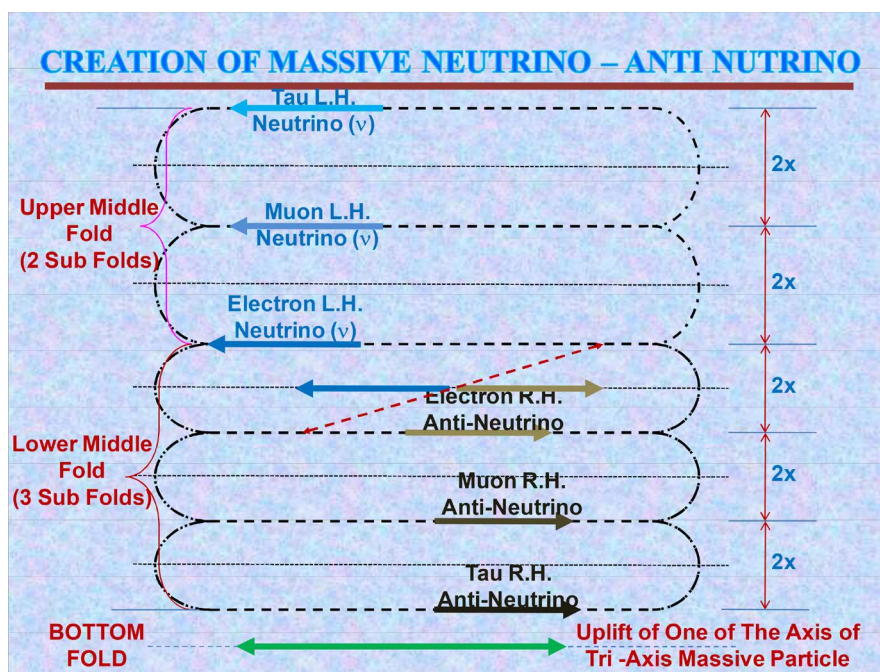 CREATION OF MASSIVE NEUTRINO – ANTI NUTRINO
Tau L.H.
Neutrino (ν)
2x
Upper Middle
Fold
(2 Sub Folds)
Muon L.H.
Neutrino (ν)
2x
Electron L.H.
Neutrino (ν)
2x
Electron R.H.
Anti-Neutrino
Lower Middle
Fold
(3 Sub Folds)
Muon R.H.
Anti-Neutrino
2x
Tau R.H.
Anti-Neutrino
2x
BOTTOM
FOLD
Uplift of One of The Axis of
Tri -Axis Massive Particle